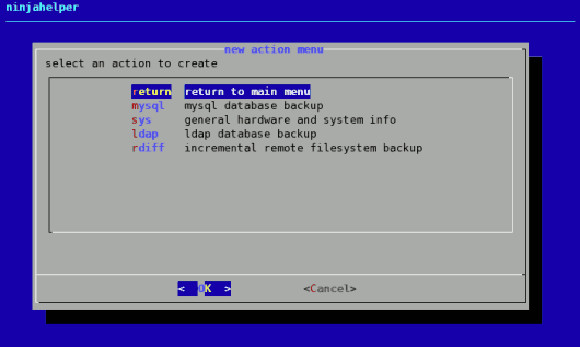 ninjahelper
new action menu
select an action to create
return return to main menu
mysql mysql database backup
sys general hardware and system info
ldap ldap database backup
rdiff incremental remote filesystem backup
< OK > <Cancel>